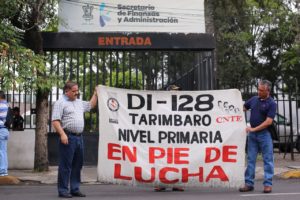 Secretaría
de Finanzas
y Administración
ENTRADA
DI-128
TARIMBARO
NIVEL PRIMARIA
CNTE
EN PIE DE
LUCHA